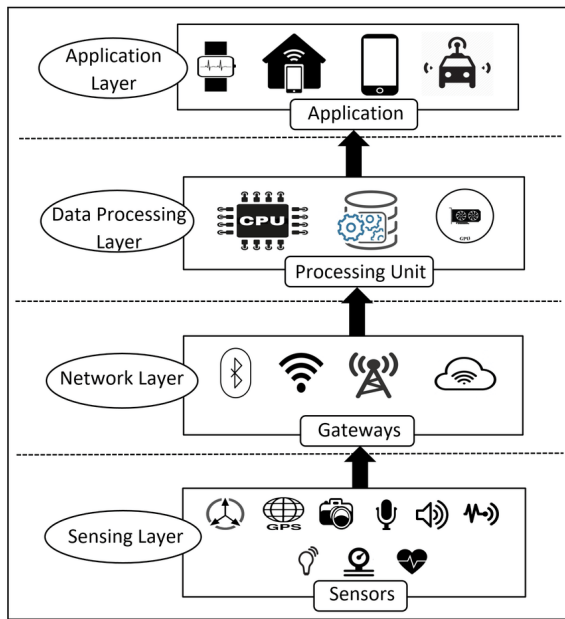 Application
Layer
Application
Data Processing
Layer
CPU
GPU
Processing Unit
Network Layer
Gateways
GPS
Sensing Layer
Sensors